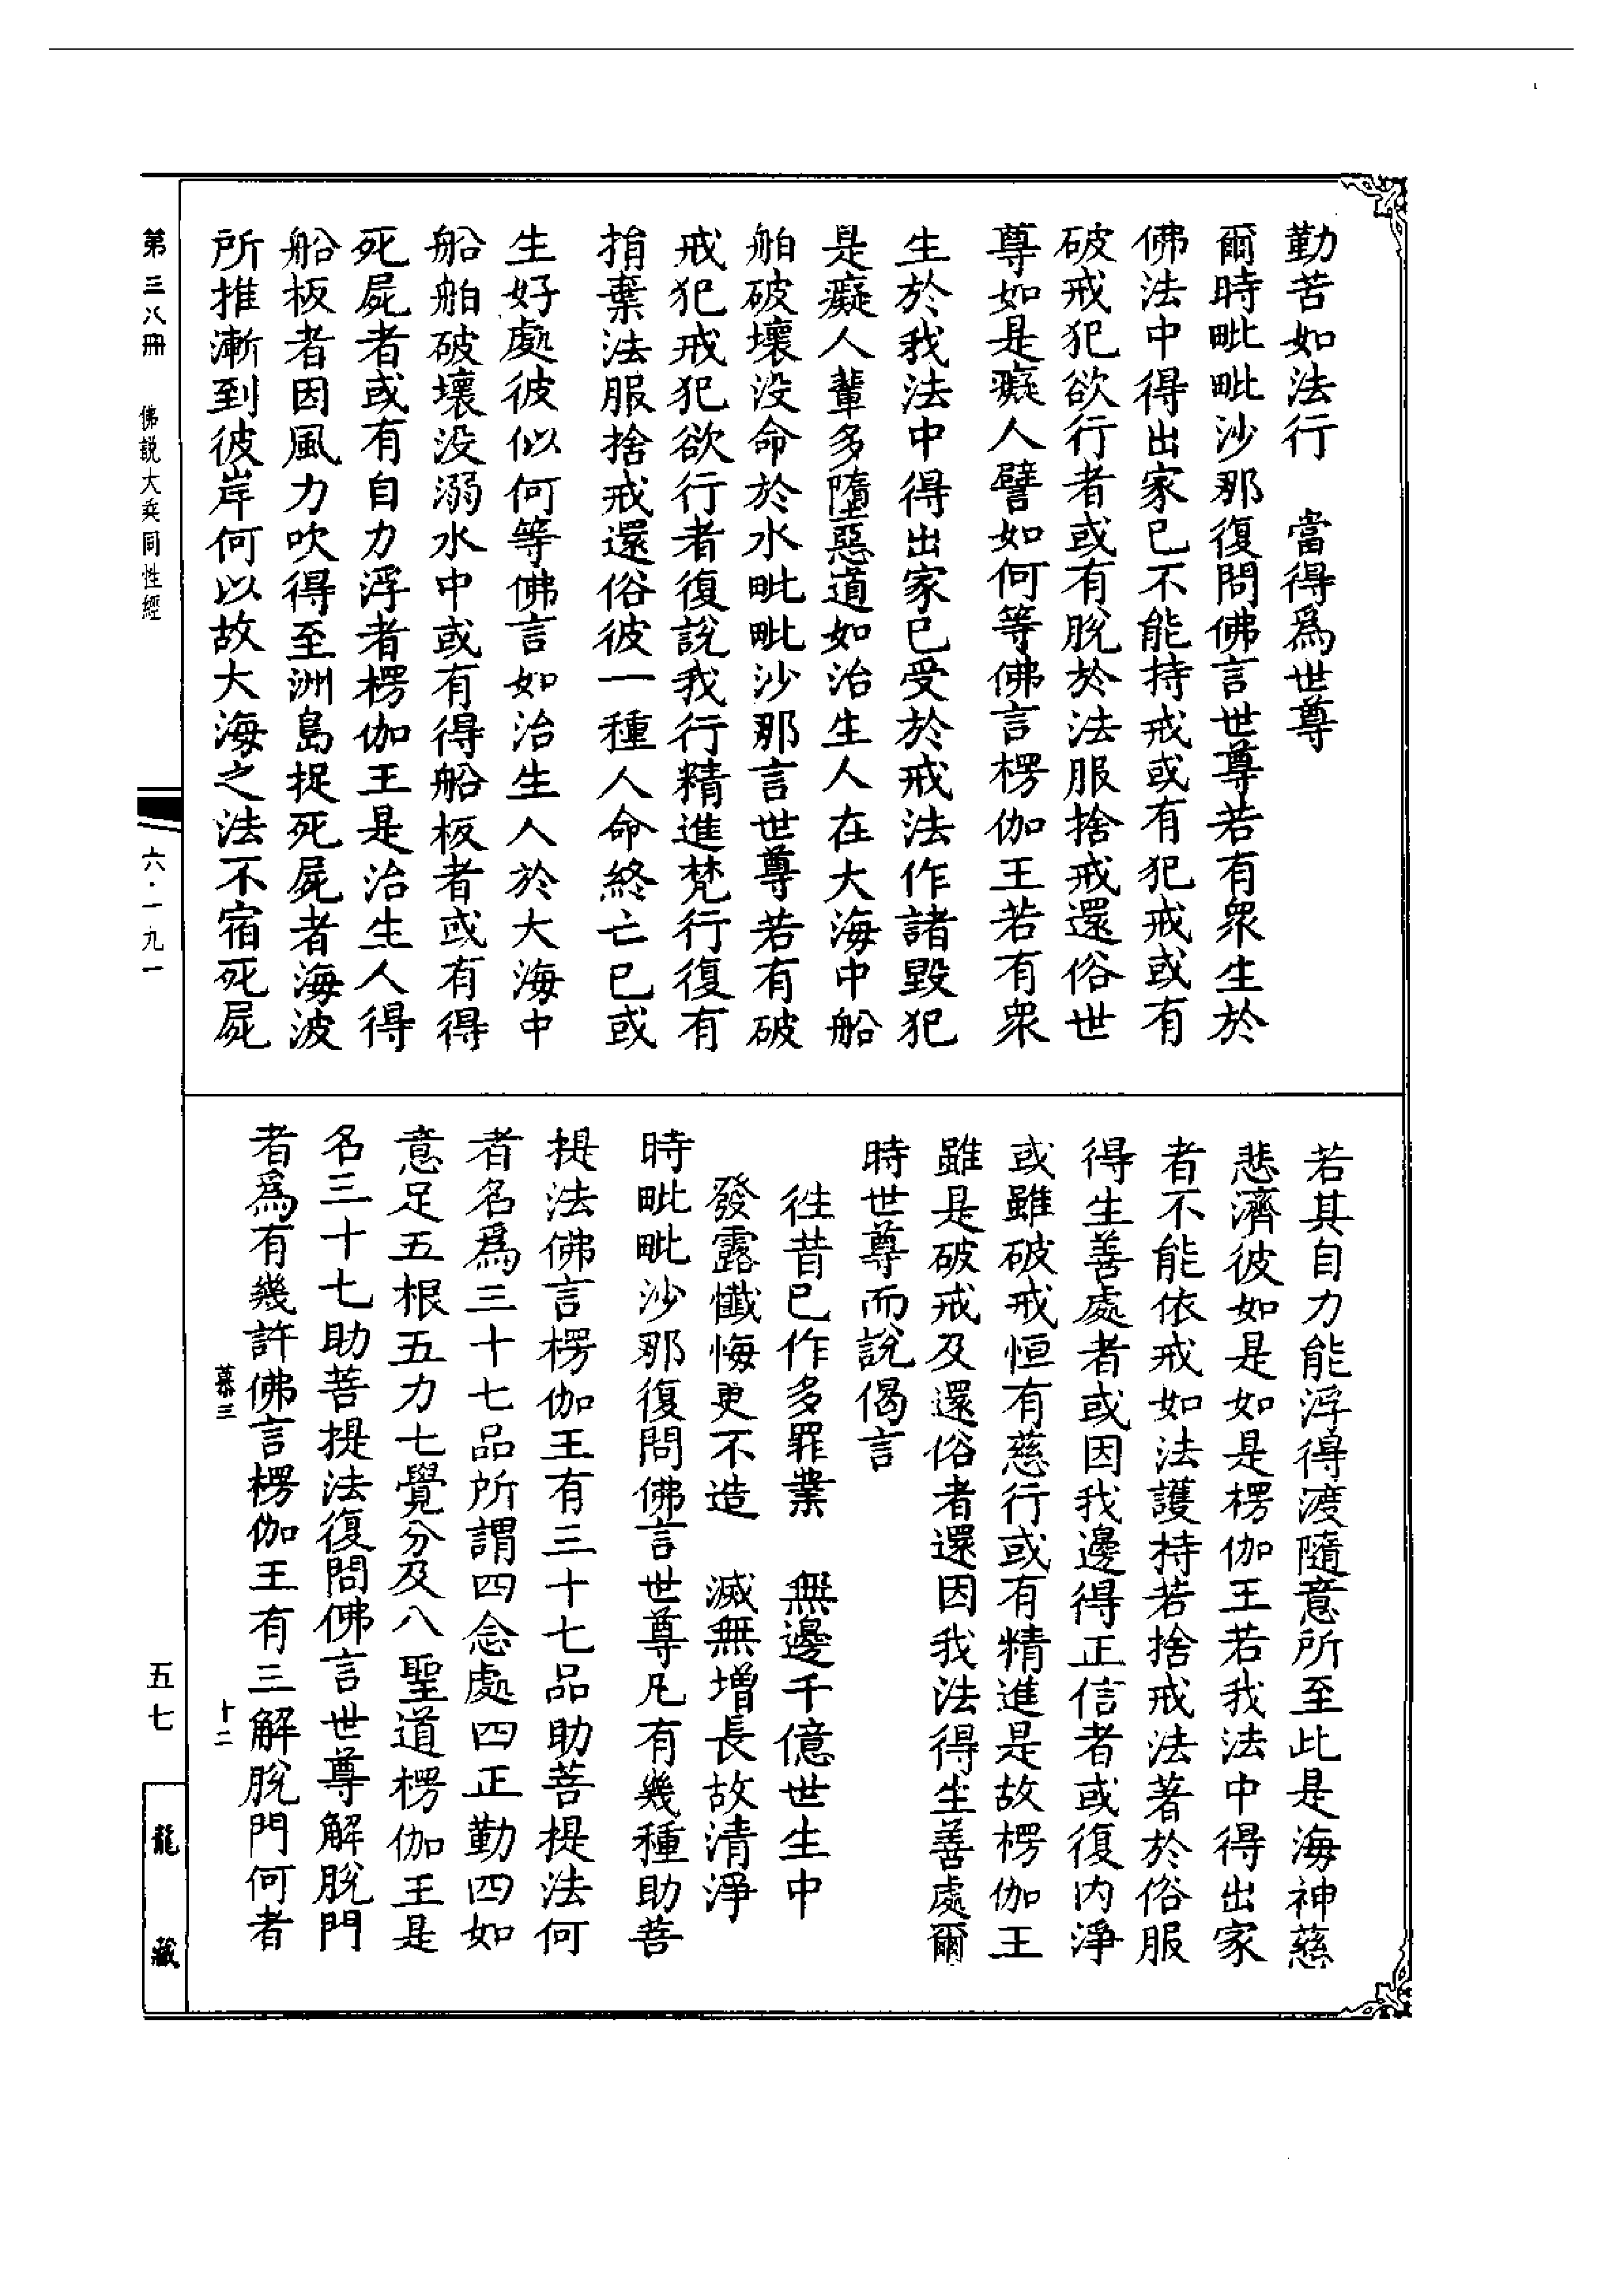 勤苦如法行　當得爲世尊
爾時毗毗沙那復問佛言世尊若有衆生於
佛法中得出家已不能持戒或有犯戒或有
破戒犯欲行者或有脫於法服捨戒還俗世
尊如是癡人譬如何等佛言楞伽王若有衆
生於我法中得出家已受於戒法作諸毀犯
是癡人輩多墮惡道如治生人在大海中船
舶破壞没命於水毗毗沙那言世尊若有破
戒犯戒犯欲行者復說我行精進梵行復有
捐棄法服捨戒還俗彼一種人命終亡已或
生好處彼似何等佛言如治生人於大海中
船舶破壞没溺水中或有得船板者或有得
死屍者或有自力浮者楞伽王是治生人得
船板者因風力吹得至洲島捉死屍者海波
所推漸到彼岸何以故大海之法不宿死屍
若其自力能浮得渡隨意所至此是海神慈
悲濟彼如是如是楞伽王若我法中得出家
者不能依戒如法護持若捨戒法著於俗服
得生善處者或因我邊得正信者或復内淨
或雖破戒恒有慈行或有精進是故楞伽王
雖是破戒及還俗者還因我法得生善處爾
時世尊而說偈言
往昔已作多罪業　無邊千億世生中
發露懺悔更不造　滅無增長故清淨
時毗毗沙那復問佛言世尊凡有幾種助菩
提法佛言楞伽王有三十七品助菩提法何
者名爲三十七品所謂四念處四正勤四如
意足五根五力七覺分及八聖道楞伽王是
名三十七助菩提法復問佛言世尊解脫門
者爲有幾許佛言楞伽王有三解脫門何者
慕三　十二
第三八冊　佛説大乘同性經　六·一九一
五七　龍藏